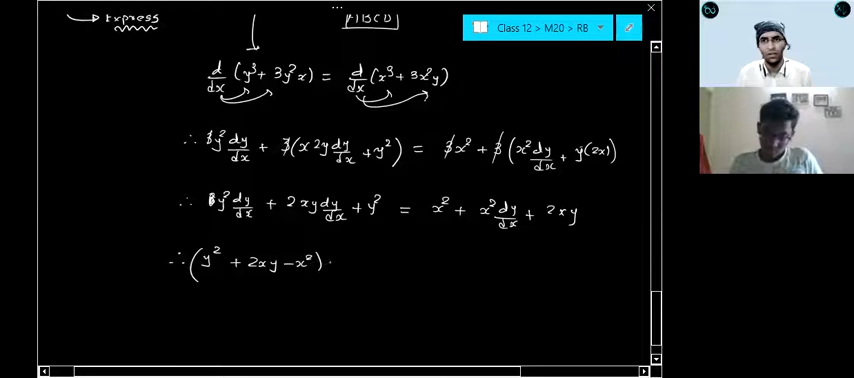 Express
ABCD
Class 12 > M20 > RB
d/dx (y³ + 3y²x) = d/dx (x³ + 3x²y)
∴ 3y² dy/dx + 3(x 2y dy/dx + y²) = 3x² + 3(x² dy/dx + y(2x))
∴ 3y² dy/dx + 2xy dy/dx + y² = x² + x² dy/dx + 2xy
∴ (y² + 2xy − x²) ·